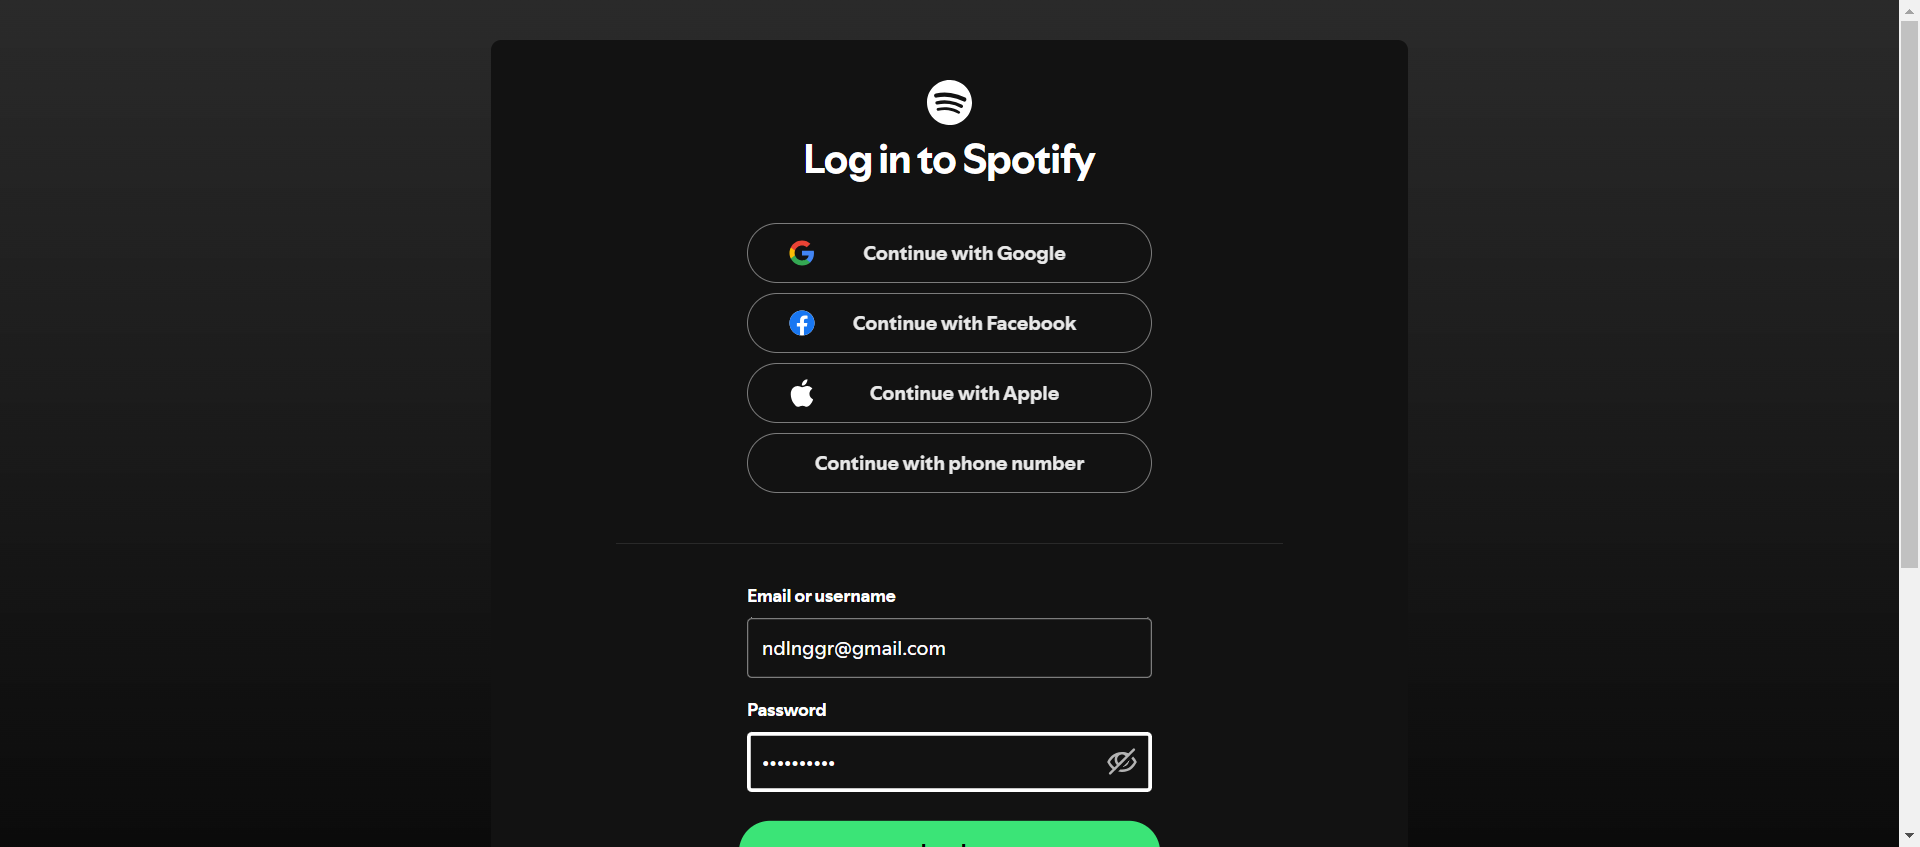 Log in to Spotify
Continue with Google
Continue with Facebook
Continue with Apple
Continue with phone number
Email or username
ndlnggr@gmail.com
Password
••••••••••